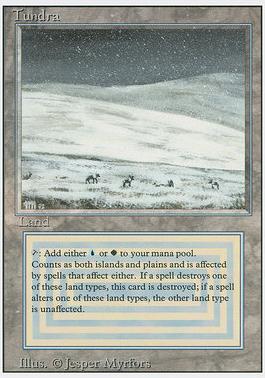 Tundra
Land
: Add either or to your mana pool.
Counts as both islands and plains and is affected
by spells that affect either. If a spell destroys one
of these land types, this card is destroyed; if a spell
alters one of these land types, the other land type
is unaffected.
Illus. © Jesper Myrfors